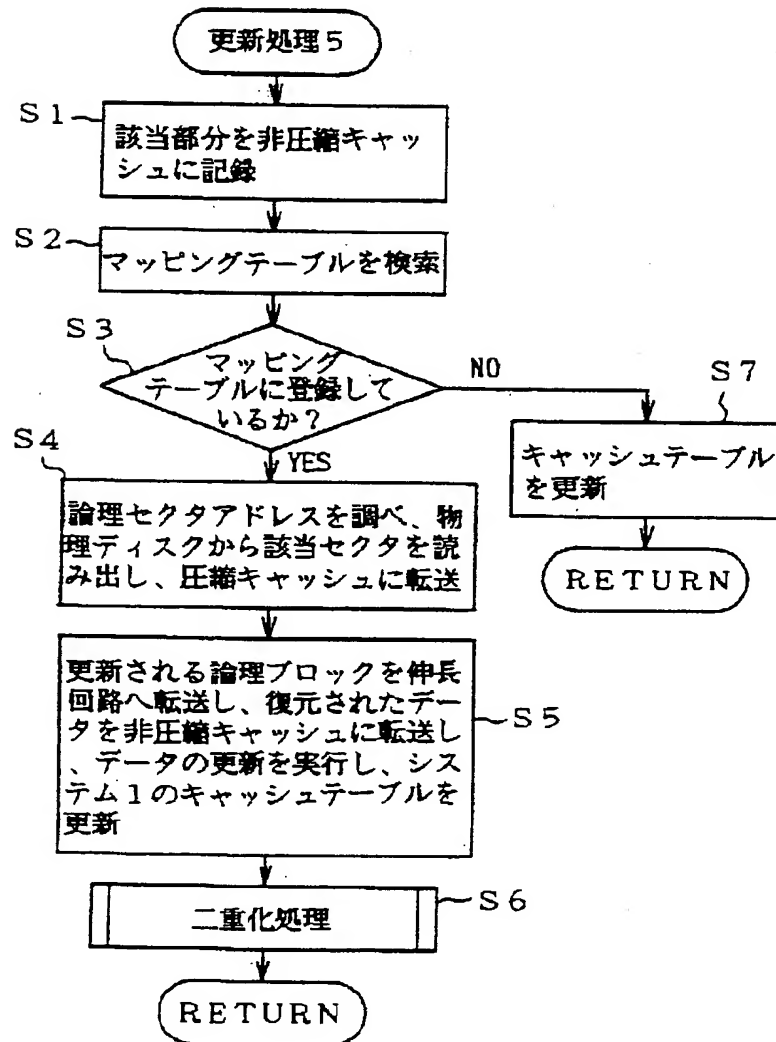 更新処理5
S1
該当部分を非圧縮キャッ
シュに記録
S2
マッピングテーブルを検索
S3
マッピング
テーブルに登録して
いるか?
NO
S7
キャッシュテーブル
を更新
RETURN
YES
S4
論理セクタアドレスを調べ、物
理ディスクから該当セクタを読
み出し、圧縮キャッシュに転送
更新される論理ブロックを伸長
回路へ転送し、復元されたデー
タを非圧縮キャッシュに転送し
、データの更新を実行し、シス
テム1のキャッシュテーブルを
更新
S5
二重化処理
S6
RETURN